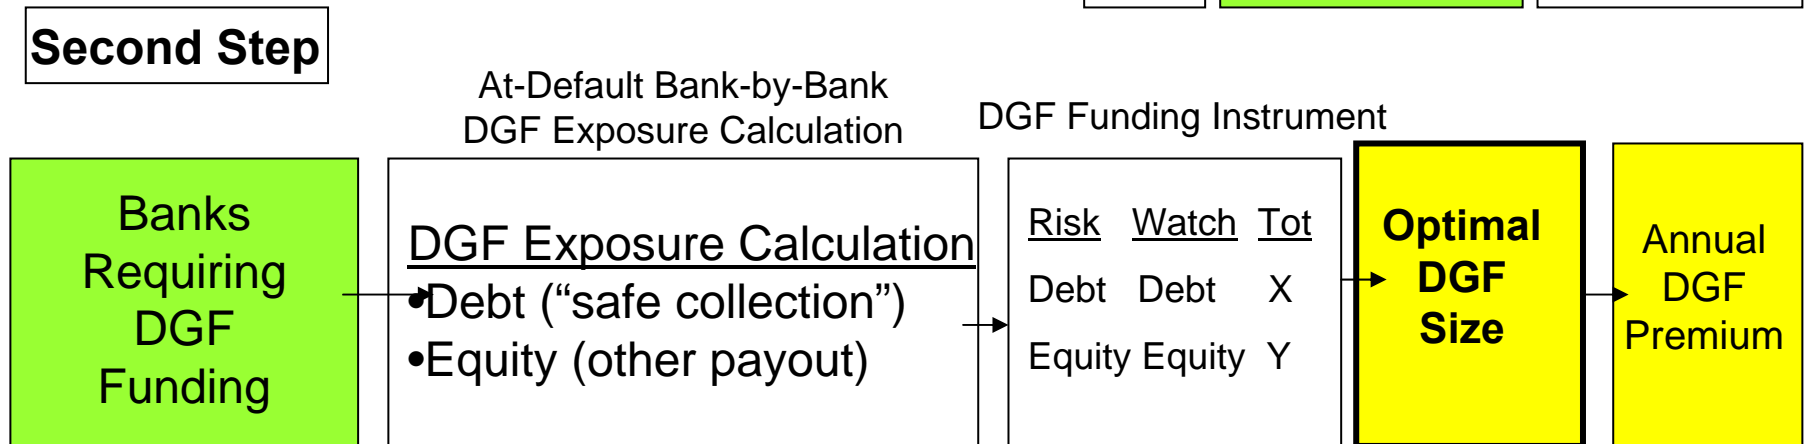 Second Step
At-Default Bank-by-Bank
DGF Exposure Calculation
DGF Funding Instrument
Banks
Requiring
DGF
Funding
DGF Exposure Calculation
•Debt (“safe collection”)
•Equity (other payout)
Risk Watch Tot
Debt Debt X
Equity Equity Y
Optimal
DGF
Size
Annual
DGF
Premium